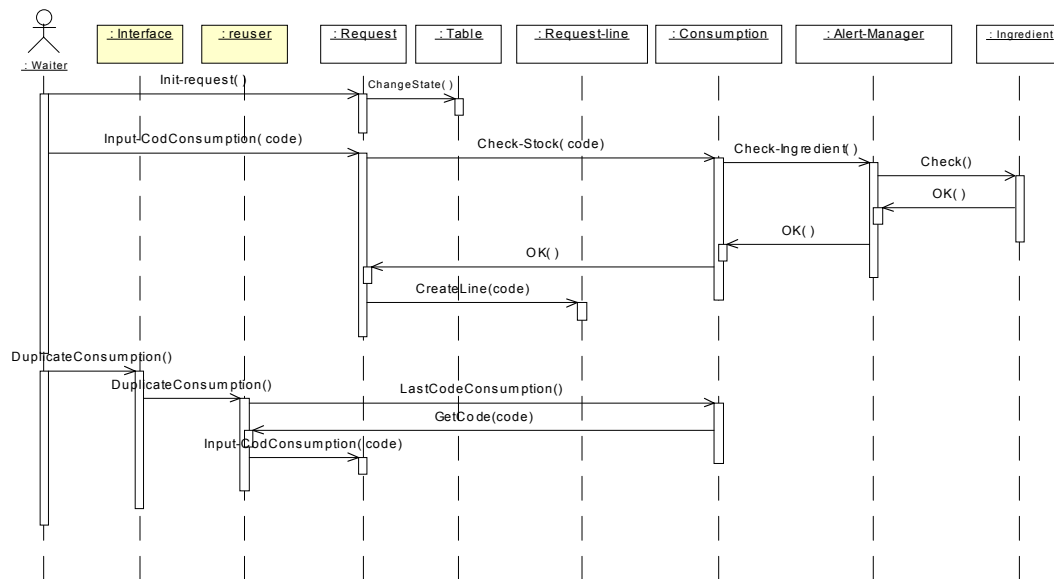 : Interface
: reuser
: Request
: Table
: Request-line
: Consumption
: Alert-Manager
: Ingredient
: Waiter
Init-request( )
ChangeState( )
Input-CodConsumption( code)
Check-Stock( code)
Check-Ingredient( )
Check()
OK( )
OK( )
OK( )
CreateLine(code)
DuplicateConsumption()
DuplicateConsumption()
LastCodeConsumption()
GetCode(code)
Input-CodConsumption( code)